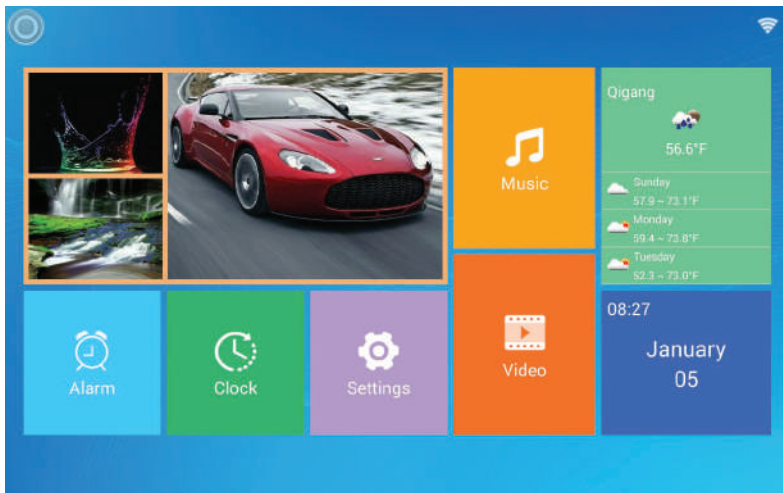 Music
Qigang
56.6°F
Sunday
57.9 ~ 73.1°F
Monday
59.4 ~ 73.8°F
Tuesday
52.3 ~ 73.0°F
Alarm
Clock
Settings
Video
08:27
January
05